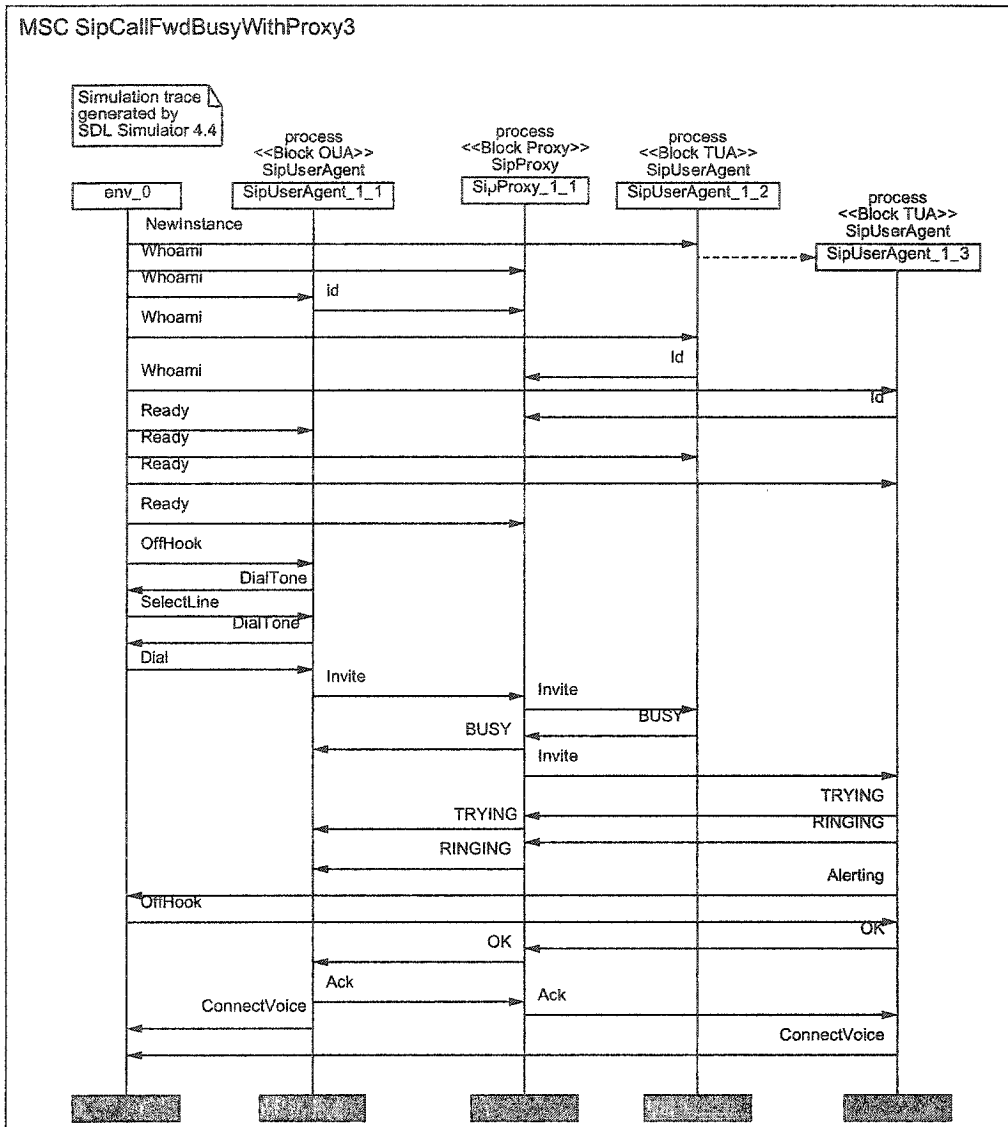 MSC SipCallFwdBusyWithProxy3
Simulation trace
generated by
SDL Simulator 4.4
process
<<Block OUA>>
SipUserAgent
process
<<Block Proxy>>
SipProxy
process
<<Block TUA>>
SipUserAgent
process
<<Block TUA>>
SipUserAgent
env_0
SipUserAgent_1_1
SipProxy_1_1
SipUserAgent_1_2
SipUserAgent_1_3
NewInstance
Whoami
Whoami
id
Whoami
Id
Whoami
Id
Ready
Ready
Ready
Ready
OffHook
DialTone
SelectLine
DialTone
Dial
Invite
Invite
BUSY
BUSY
Invite
TRYING
TRYING
RINGING
RINGING
Alerting
OffHook
OK
OK
Ack
Ack
ConnectVoice
ConnectVoice